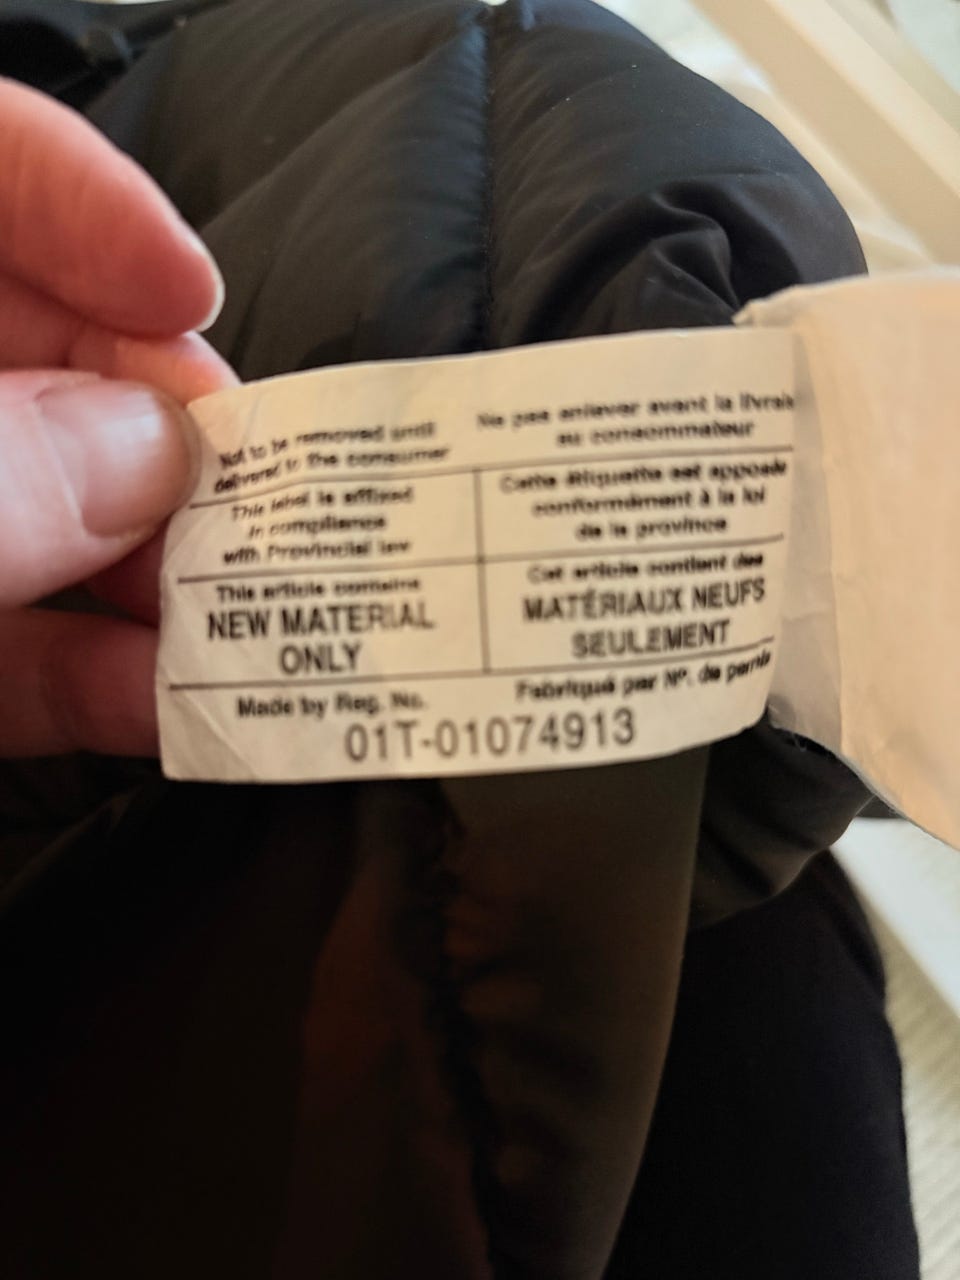 Not to be removed until
delivered to the consumer
Ne pas enlever avant la livrais
au consommateur
This label is affixed
in compliance
with Provincial law
Cette étiquette est apposée
conformément à la loi
de la province
This article contains
NEW MATERIAL
ONLY
Cet article contient des
MATÉRIAUX NEUFS
SEULEMENT
Made by Reg. No.
Fabriqué par Nº. de permis
01T-01074913